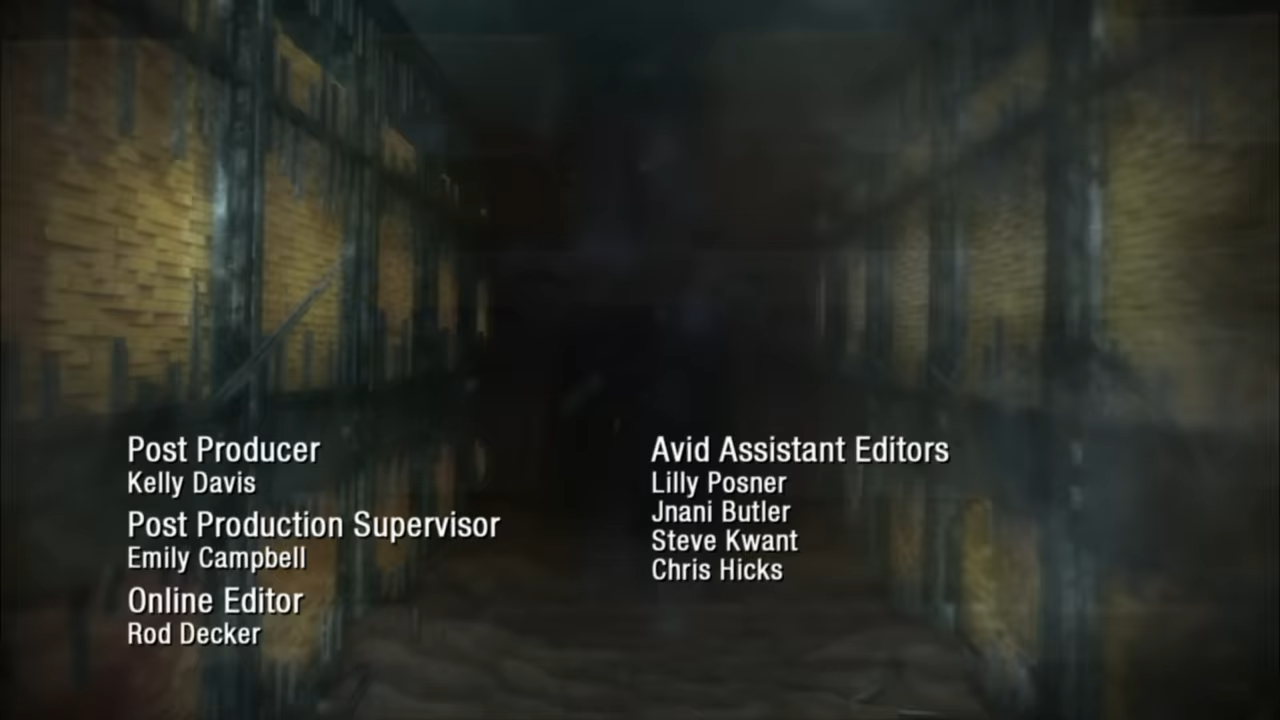 Post Producer
Kelly Davis
Post Production Supervisor
Emily Campbell
Online Editor
Rod Decker
Avid Assistant Editors
Lilly Posner
Jnani Butler
Steve Kwant
Chris Hicks